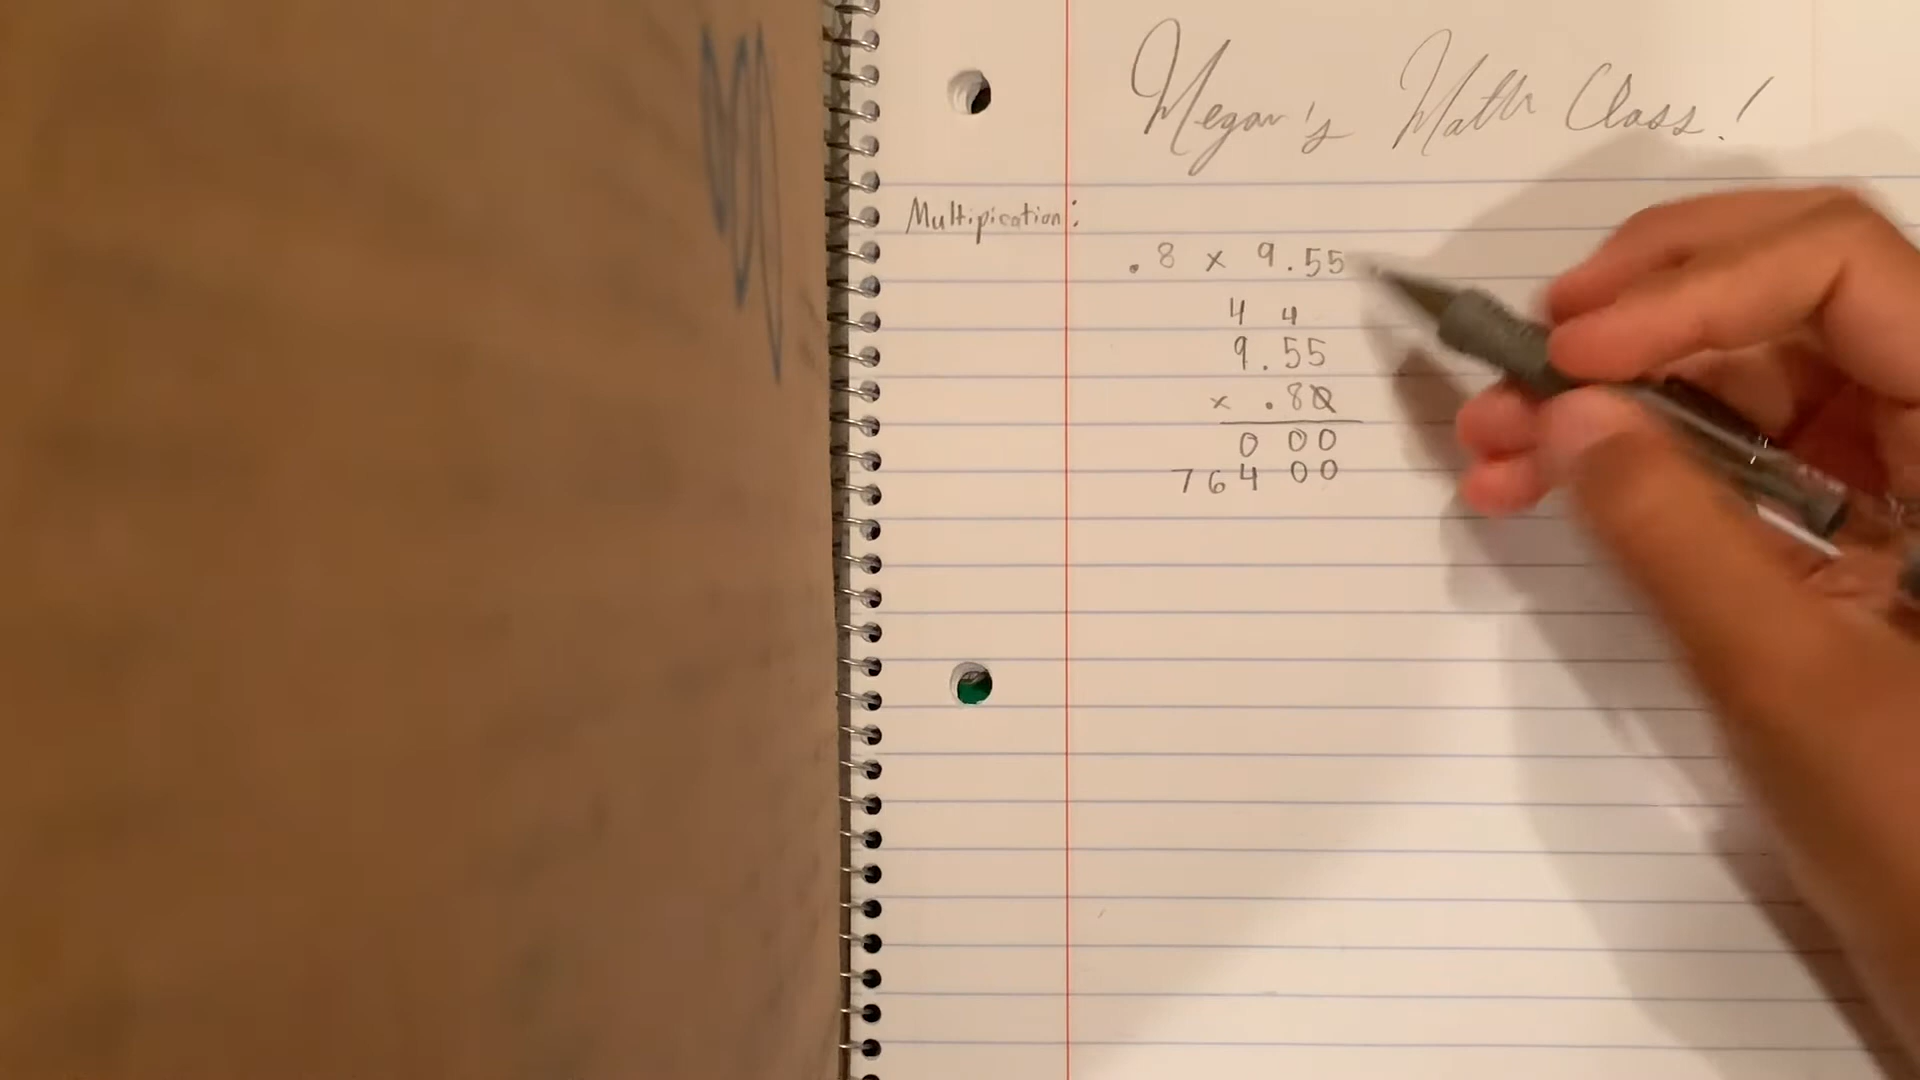 Megan's Math Class!
Multipication:
.8 x 9.55
4 4
9.55
x .80
0 00
764 00